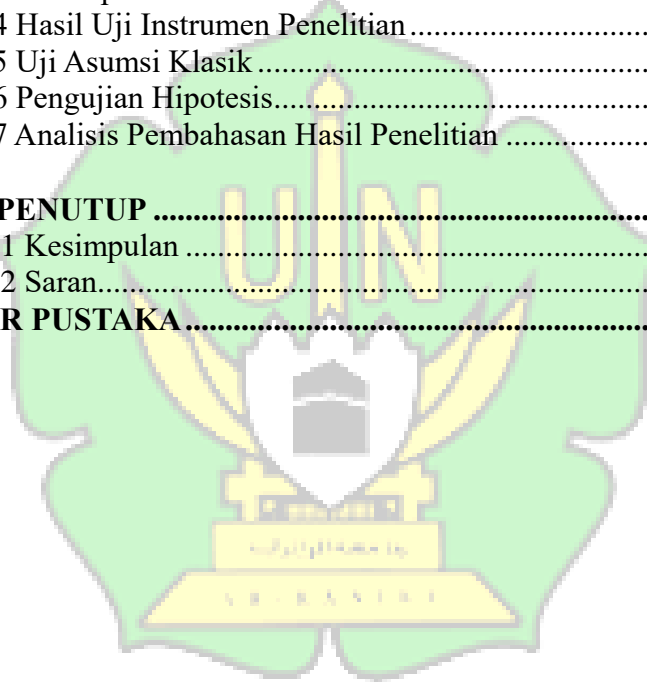 4 Hasil Uji Instrumen Penelitian
5 Uji Asumsi Klasik
6 Pengujian Hipotesis
7 Analisis Pembahasan Hasil Penelitian
PENUTUP
1 Kesimpulan
2 Saran
R PUSTAKA
UIN